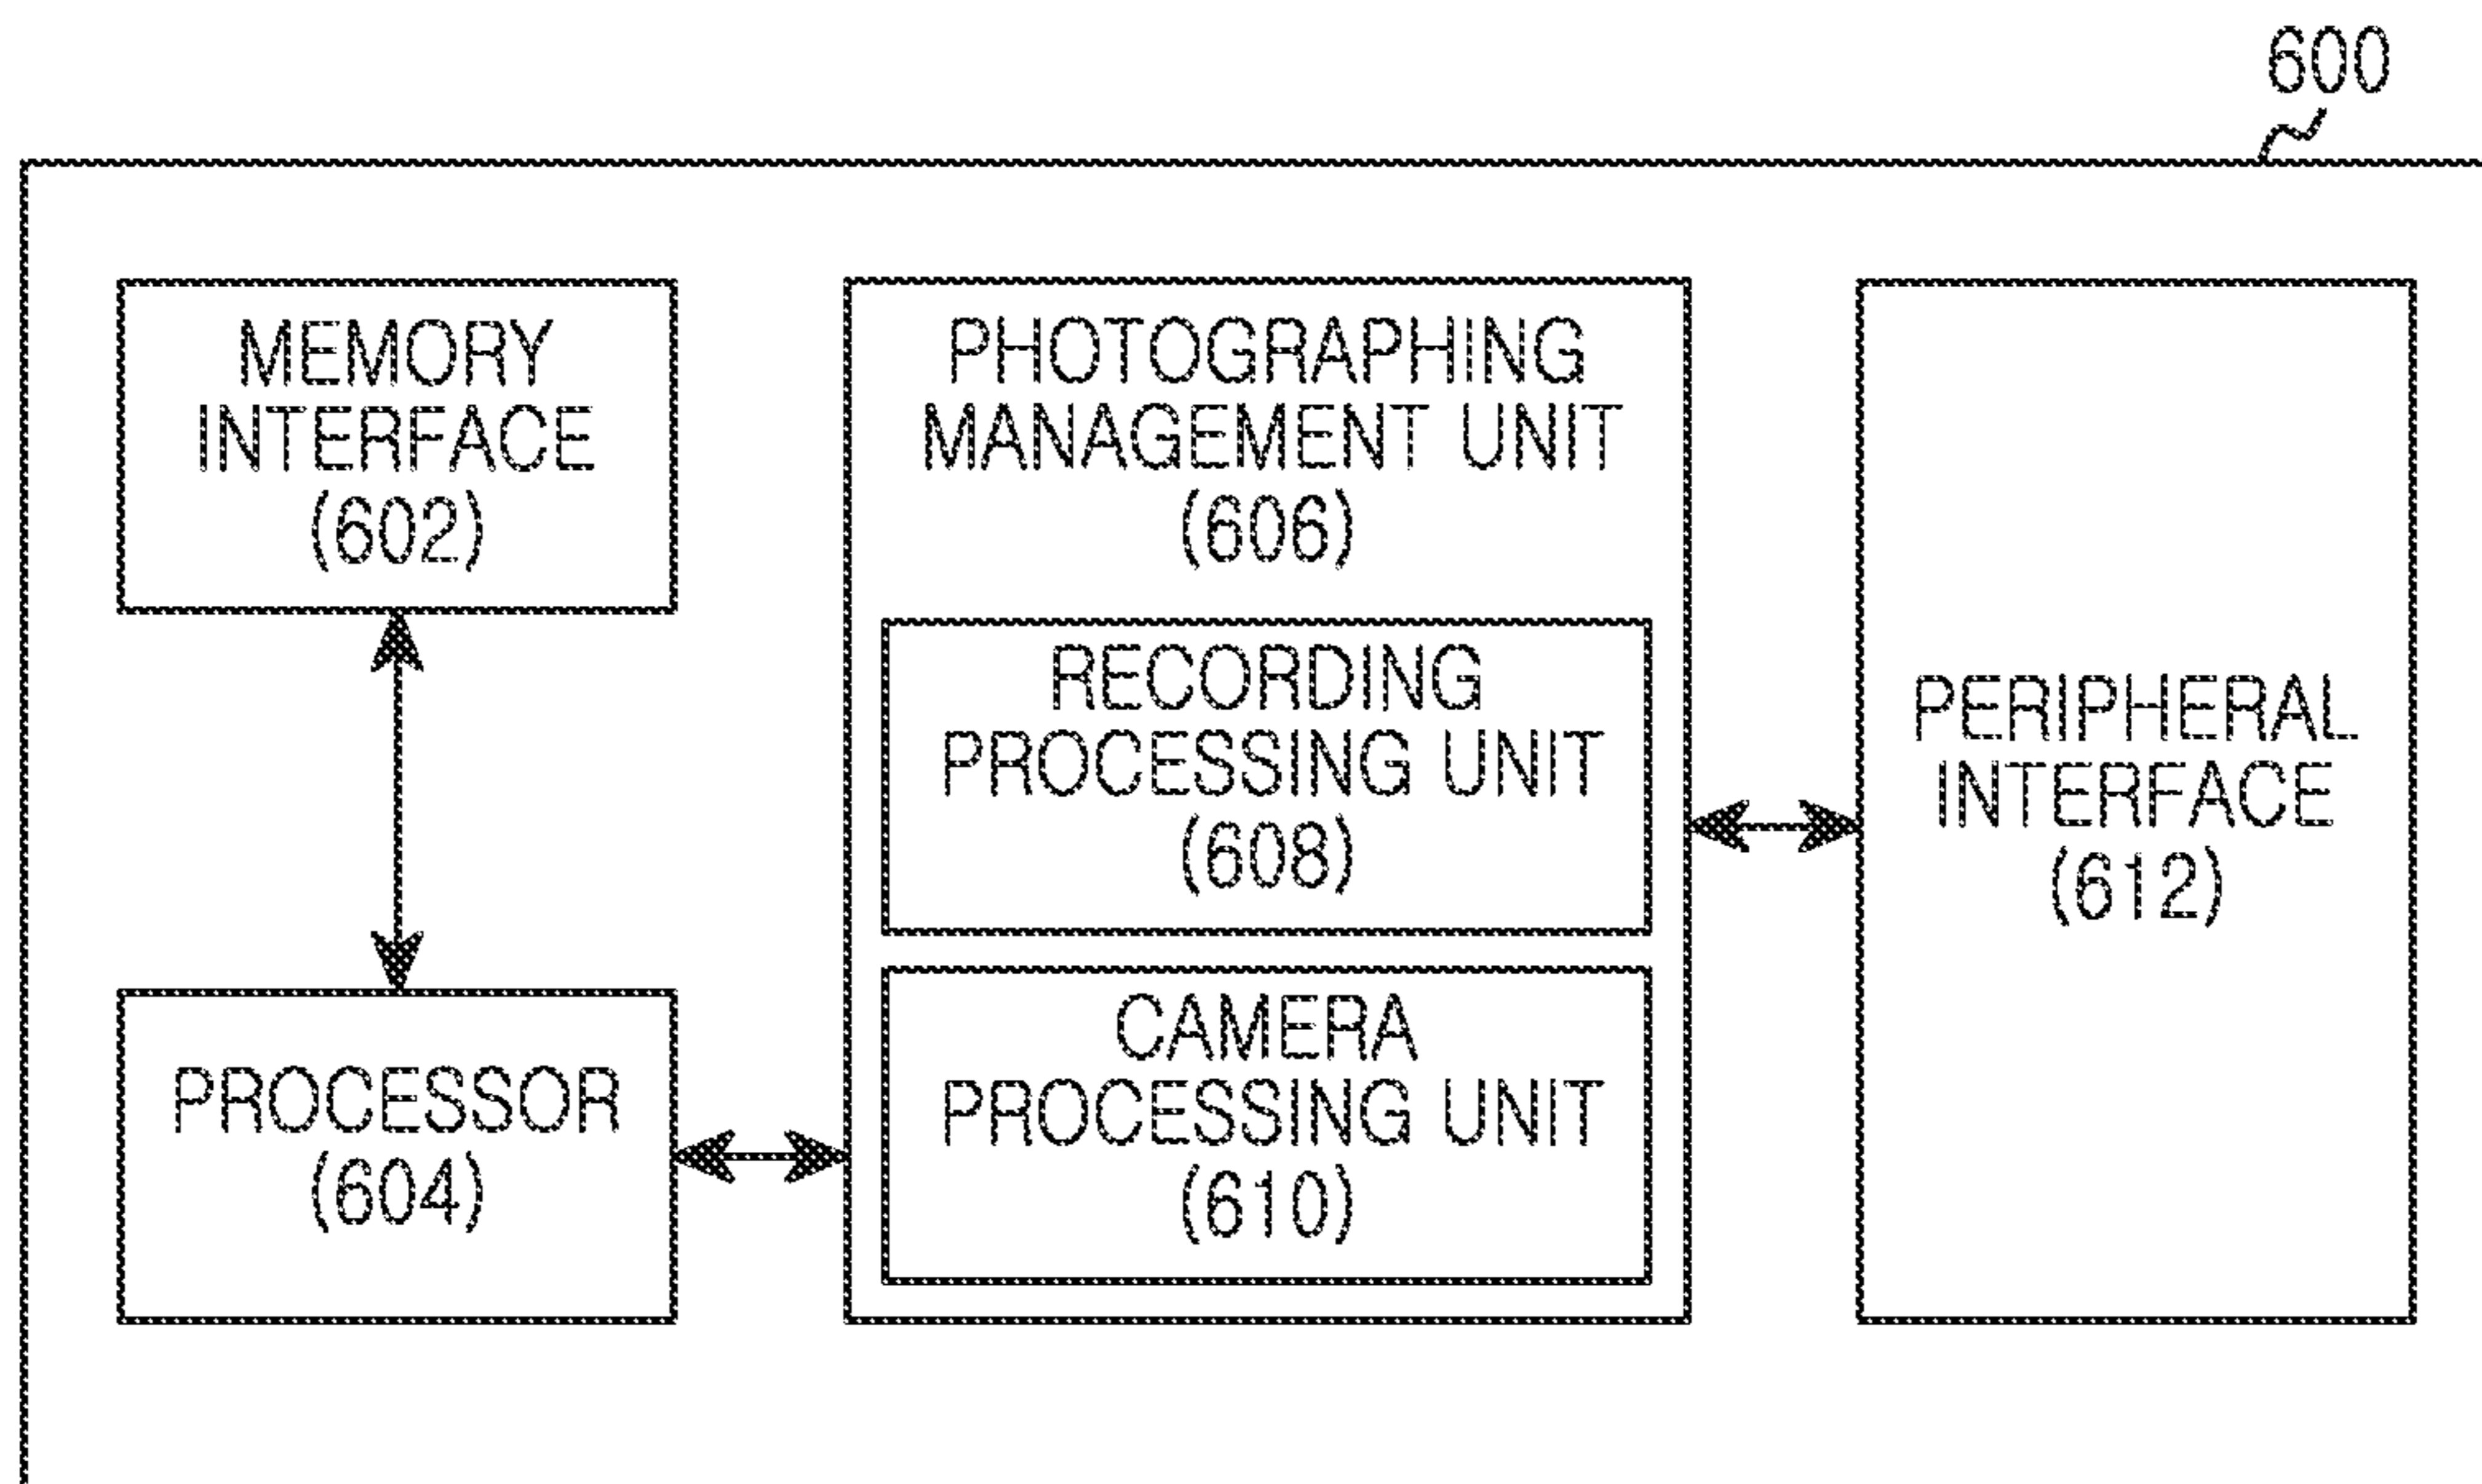 600
MEMORY
INTERFACE
(602)
PROCESSOR
(604)
PHOTOGRAPHING
MANAGEMENT UNIT
(606)
RECORDING
PROCESSING UNIT
(608)
CAMERA
PROCESSING UNIT
(610)
PERIPHERAL
INTERFACE
(612)